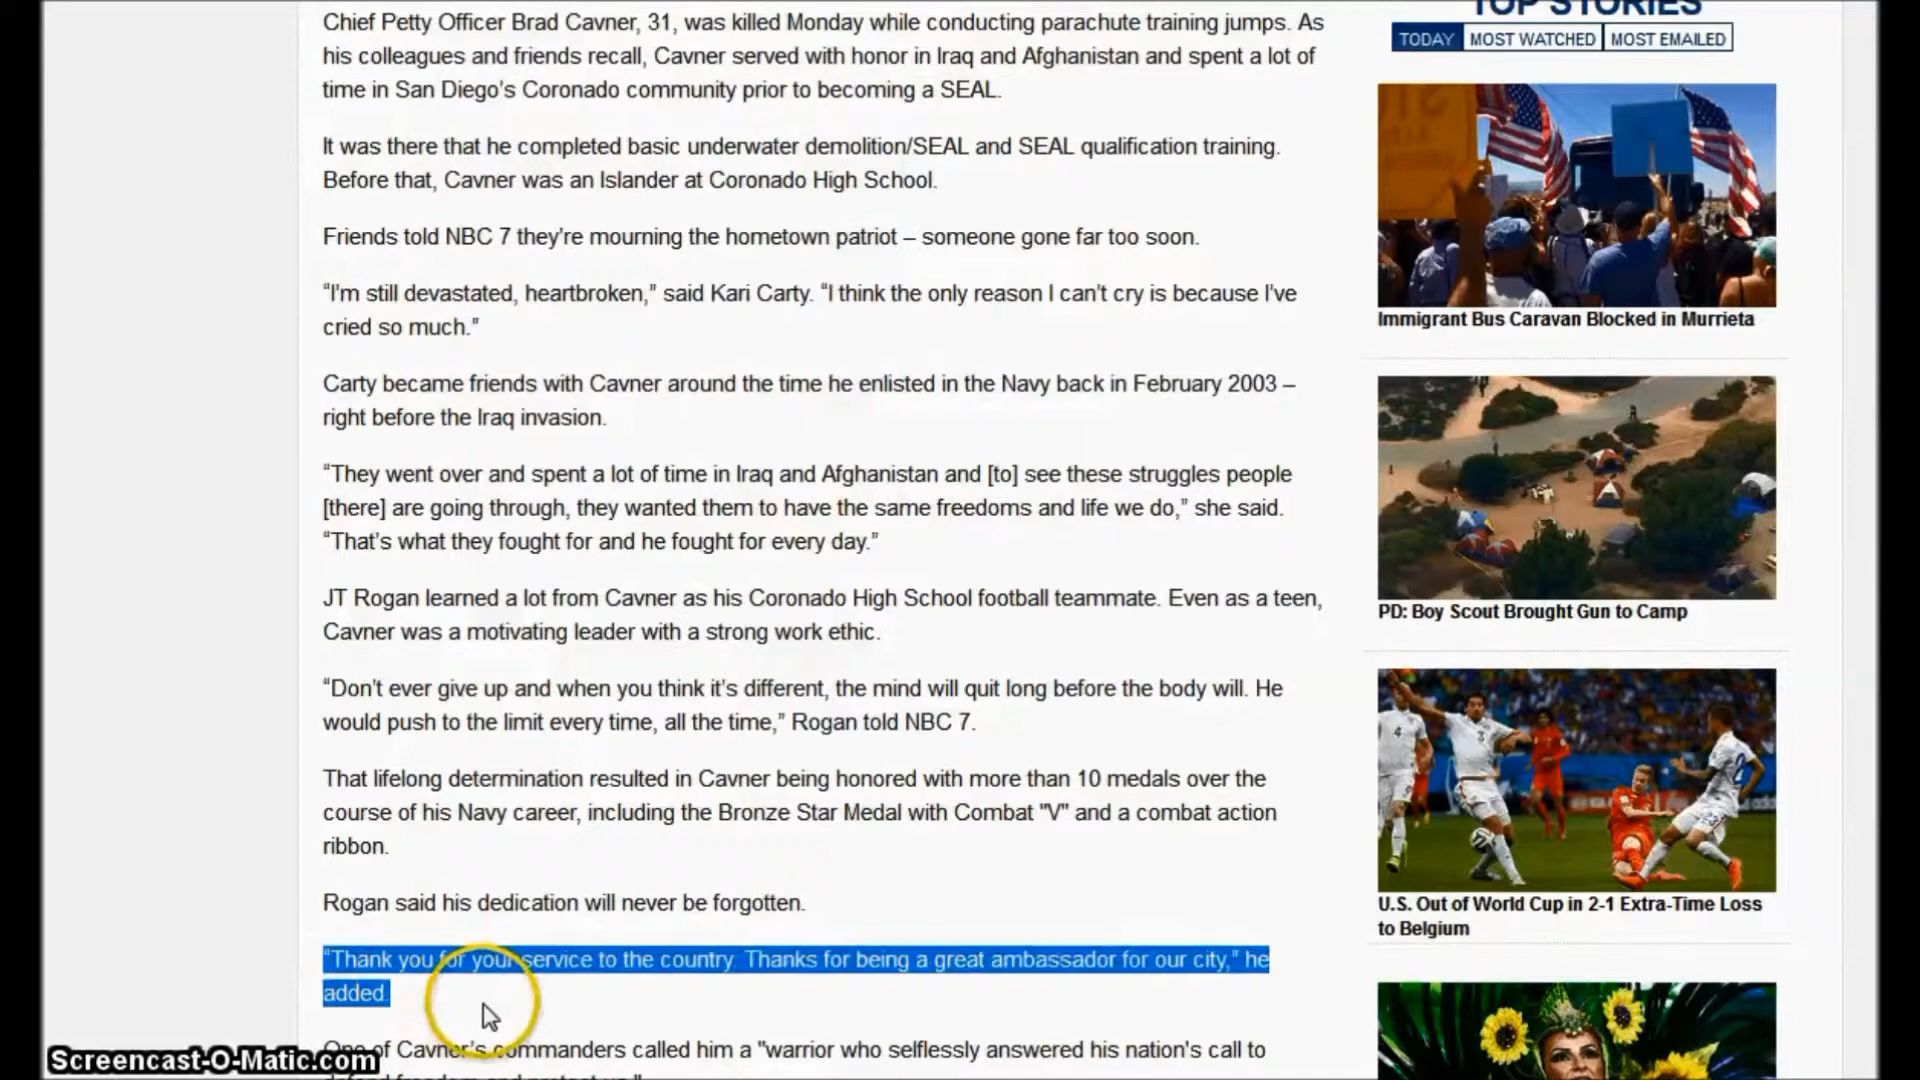 Chief Petty Officer Brad Cavner, 31, was killed Monday while conducting parachute training jumps. As
his colleagues and friends recall, Cavner served with honor in Iraq and Afghanistan and spent a lot of
time in San Diego’s Coronado community prior to becoming a SEAL.
It was there that he completed basic underwater demolition/SEAL and SEAL qualification training.
Before that, Cavner was an Islander at Coronado High School.
Friends told NBC 7 they’re mourning the hometown patriot – someone gone far too soon.
“I’m still devastated, heartbroken,” said Kari Carty. “I think the only reason I can’t cry is because I’ve
cried so much.”
Carty became friends with Cavner around the time he enlisted in the Navy back in February 2003 –
right before the Iraq invasion.
“They went over and spent a lot of time in Iraq and Afghanistan and [to] see these struggles people
[there] are going through, they wanted them to have the same freedoms and life we do,” she said.
“That’s what they fought for and he fought for every day.”
JT Rogan learned a lot from Cavner as his Coronado High School football teammate. Even as a teen,
Cavner was a motivating leader with a strong work ethic.
“Don’t ever give up and when you think it’s different, the mind will quit long before the body will. He
would push to the limit every time, all the time,” Rogan told NBC 7.
That lifelong determination resulted in Cavner being honored with more than 10 medals over the
course of his Navy career, including the Bronze Star Medal with Combat "V" and a combat action
ribbon.
Rogan said his dedication will never be forgotten.
“Thank you for your service to the country. Thanks for being a great ambassador for our city,” he
added.
One of Cavner's commanders called him a "warrior who selflessly answered his nation's call to
defend freedom and protect us."
TOP STORIES
TODAY MOST WATCHED MOST EMAILED
Immigrant Bus Caravan Blocked in Murrieta
PD: Boy Scout Brought Gun to Camp
4
3
2
23
U.S. Out of World Cup in 2-1 Extra-Time Loss
to Belgium
Screencast-O-Matic.com